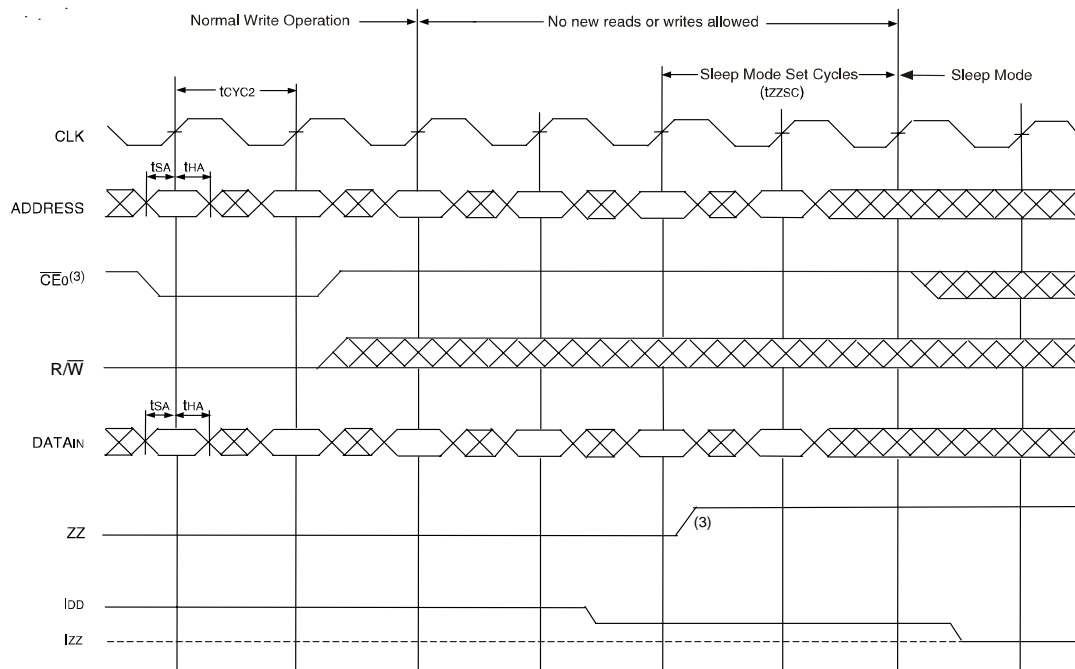 Normal Write Operation
No new reads or writes allowed
Sleep Mode Set Cycles
(tzzsc)
Sleep Mode
tCYC2
CLK
tSA
tHA
ADDRESS
CE0(3)
R/W
tSA
tHA
DATAIN
ZZ
(3)
IDD
IZZ